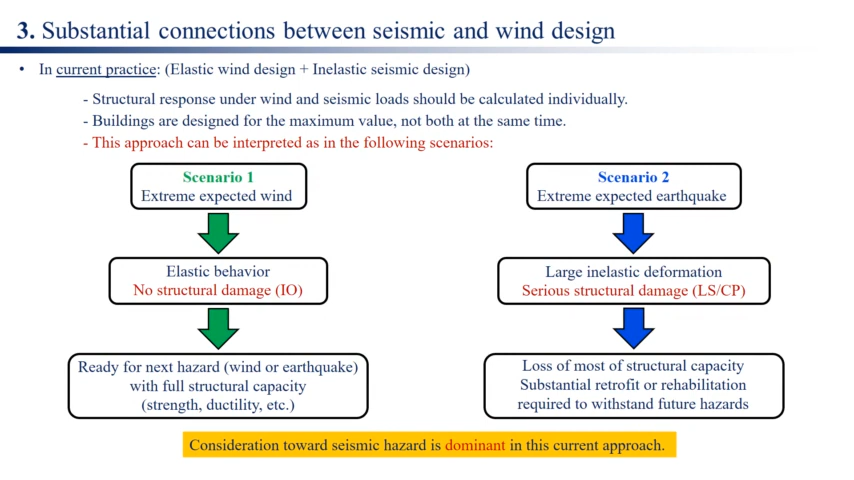 3. Substantial connections between seismic and wind design
• In current practice: (Elastic wind design + Inelastic seismic design)
- Structural response under wind and seismic loads should be calculated individually.
- Buildings are designed for the maximum value, not both at the same time.
- This approach can be interpreted as in the following scenarios:
Scenario 1
Extreme expected wind
Scenario 2
Extreme expected earthquake
Elastic behavior
No structural damage (IO)
Large inelastic deformation
Serious structural damage (LS/CP)
Ready for next hazard (wind or earthquake)
with full structural capacity
(strength, ductility, etc.)
Loss of most of structural capacity
Substantial retrofit or rehabilitation
required to withstand future hazards
Consideration toward seismic hazard is dominant in this current approach.